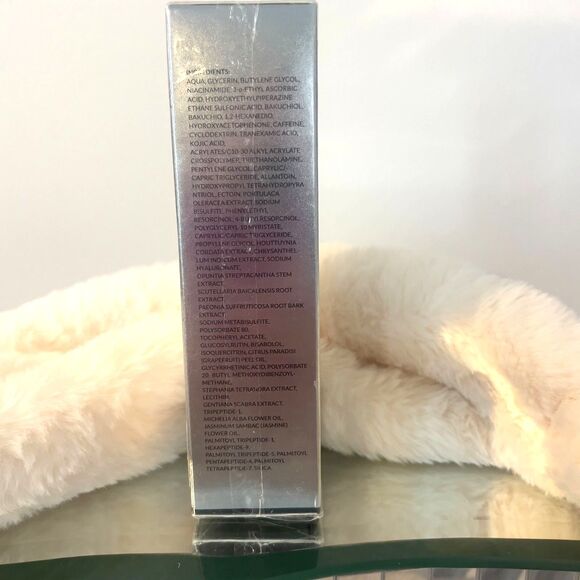 INGREDIENTS:
AQUA, GLYCERIN, BUTYLENE GLYCOL,
NIACINAMIDE, 3-o-ETHYL ASCORBIC
ACID, HYDROXYETHYLPIPERAZINE
ETHANE SULFONIC ACID, BAKUCHIOL,
BAKUCHIO, 1,2-HEXANEDIO,
HYDROXYACETOPHENONE, CAFFEINE,
CYCLODEXTRIN, TRANEXAMIC ACID,
KOJIC ACID,
ACRYLATES/C10-30 ALKYL ACRYLATE
CROSSPOLYMER, TRIETHANOLAMINE,
PENTYLENE GLYCOL, CAPRYLIC/
CAPRIC TRIGLYCERIDE, ALLANTOIN,
HYDROXYPROPYL TETRAHYDROPYRA
NTRIOL, ECTOIN, PORTULACA
OLERACEA EXTRACT, SODIUM
BISULFITE, PHENYLETHYL
RESORCINOL, 4-BUTYLRESORCINOL,
POLYGLYCERYL-10 MYRISTATE,
CAPRYLIC/CAPRIC TRIGLYCERIDE,
PROPYLENE GLYCOL, HOUTTUYNIA
CORDATA EXTRACT, CHRYSANTHEL
LUM INDICUM EXTRACT, SODIUM
HYALURONATE,
OPUNTIA STREPTACANTHA STEM
EXTRACT,
SCUTELLARIA BAICALENSIS ROOT
EXTRACT,
PAEONIA SUFFRUTICOSA ROOT BARK
EXTRACT,
SODIUM METABISULFITE,
POLYSORBATE 80,
TOCOPHERYL ACETATE,
GLUCOSYLRUTIN, BISABOLOL,
ISOQUERCITRIN, CITRUS PARADISI
(GRAPEFRUIT) PEEL OIL,
GLYCYRRHETINIC ACID, POLYSORBATE
20, BUTYL METHOXYDIBENZOYL
METHANE,
STEPHANIA TETRANDRA EXTRACT,
LECITHIN,
GENTIANA SCABRA EXTRACT,
TRIPEPTIDE-1,
MICHELIA ALBA FLOWER OIL,
JASMINUM SAMBAC (JASMINE)
FLOWER OIL,
PALMITOYL TRIPEPTIDE-1,
HEXAPEPTIDE-9,
PALMITOYL TRIPEPTIDE-5, PALMITOYL
PENTAPEPTIDE-4, PALMITOYL
TETRAPEPTIDE-7, SILICA